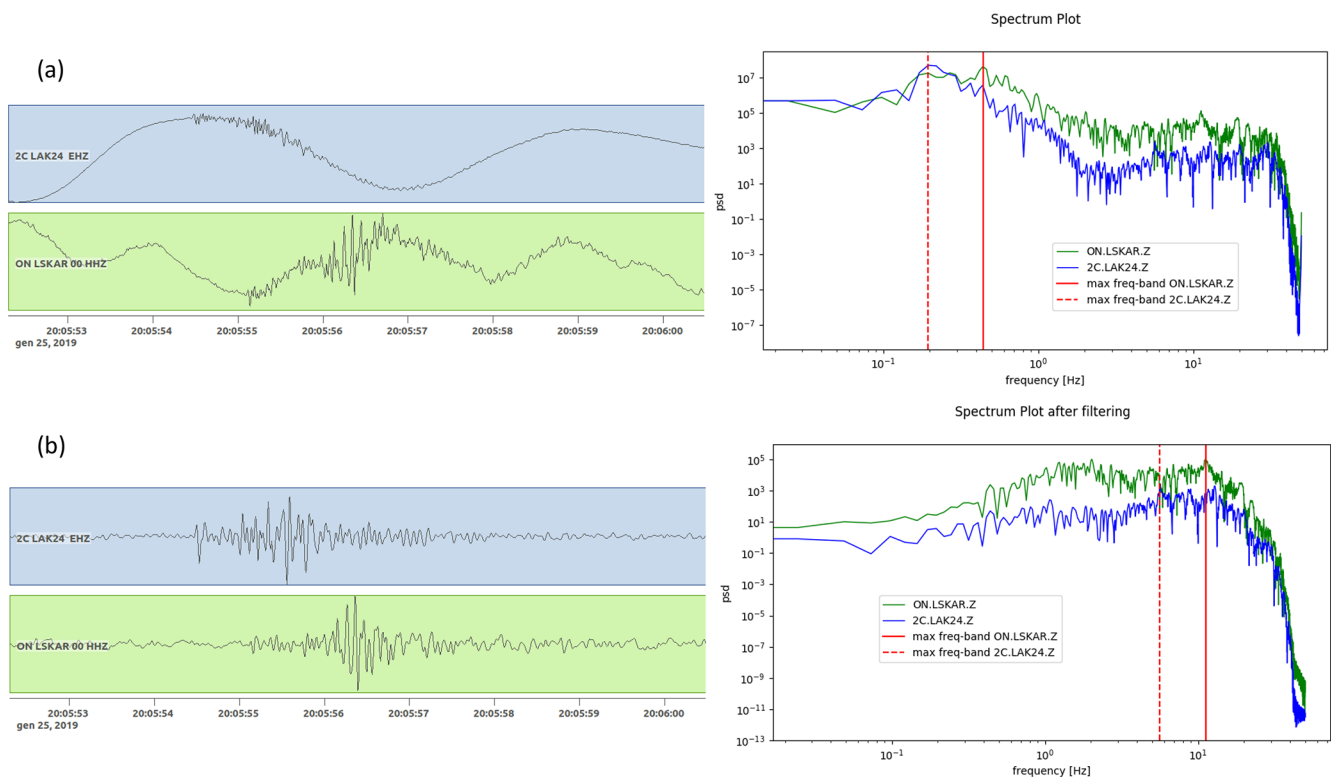 Spectrum Plot
(a)
2C LAK24 EHZ
ON LSKAR 00 HHZ
20:05:53 20:05:54 20:05:55 20:05:56 20:05:57 20:05:58 20:05:59 20:06:00
gen 25, 2019
10^7
10^5
10^3
10^1
10^-1
10^-3
10^-5
10^-7
psd
ON.LSKAR.Z
2C.LAK24.Z
max freq-band ON.LSKAR.Z
max freq-band 2C.LAK24.Z
10^-1 10^0 10^1
frequency [Hz]
Spectrum Plot after filtering
(b)
2C LAK24 EHZ
ON LSKAR 00 HHZ
20:05:53 20:05:54 20:05:55 20:05:56 20:05:57 20:05:58 20:05:59 20:06:00
gen 25, 2019
10^5
10^3
10^1
10^-1
10^-3
10^-5
10^-7
10^-9
10^-11
10^-13
psd
ON.LSKAR.Z
2C.LAK24.Z
max freq-band ON.LSKAR.Z
max freq-band 2C.LAK24.Z
10^-1 10^0 10^1
frequency [Hz]